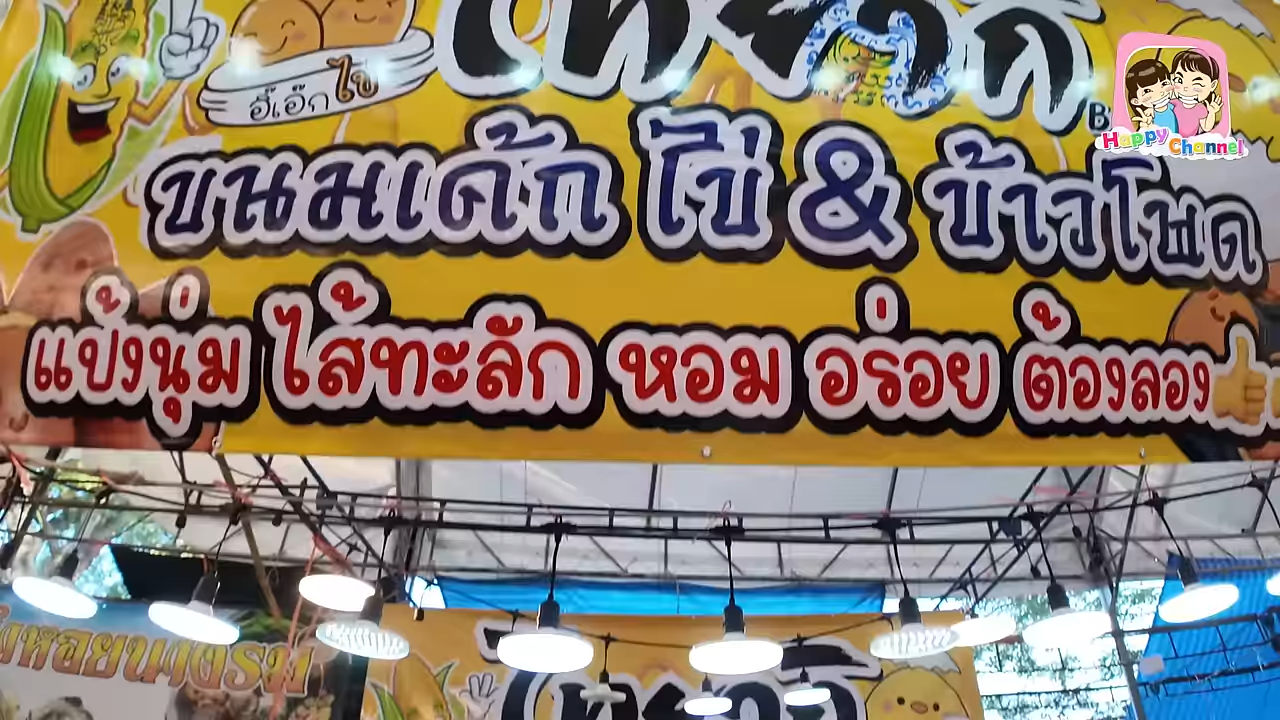 อี๊เอ๊กไข่
ขนมเค้ก ไข่ & ข้าวโพด
แป้งนุ่ม ไส้ทะลัก หอม อร่อย ต้องลอง
Happy Channel